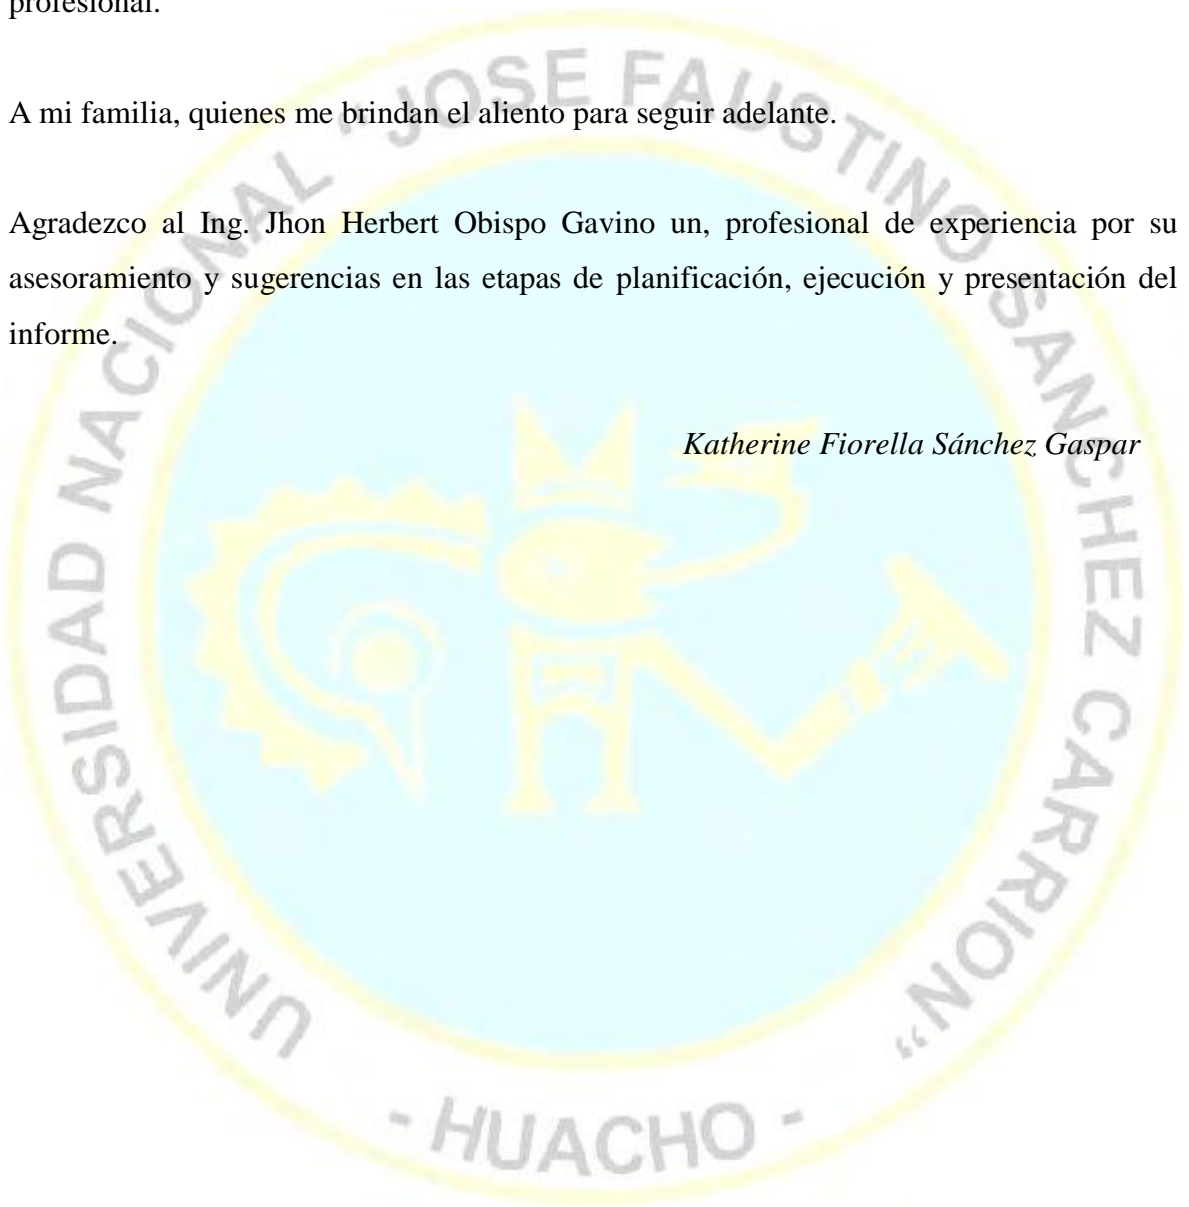 profesional.
A mi familia, quienes me brindan el aliento para seguir adelante.
Agradezco al Ing. Jhon Herbert Obispo Gavino un, profesional de experiencia por su
asesoramiento y sugerencias en las etapas de planificación, ejecución y presentación del
informe.
Katherine Fiorella Sánchez Gaspar
UNIVERSIDAD NACIONAL "JOSE FAUSTINO SANCHEZ CARRION"
- HUACHO -